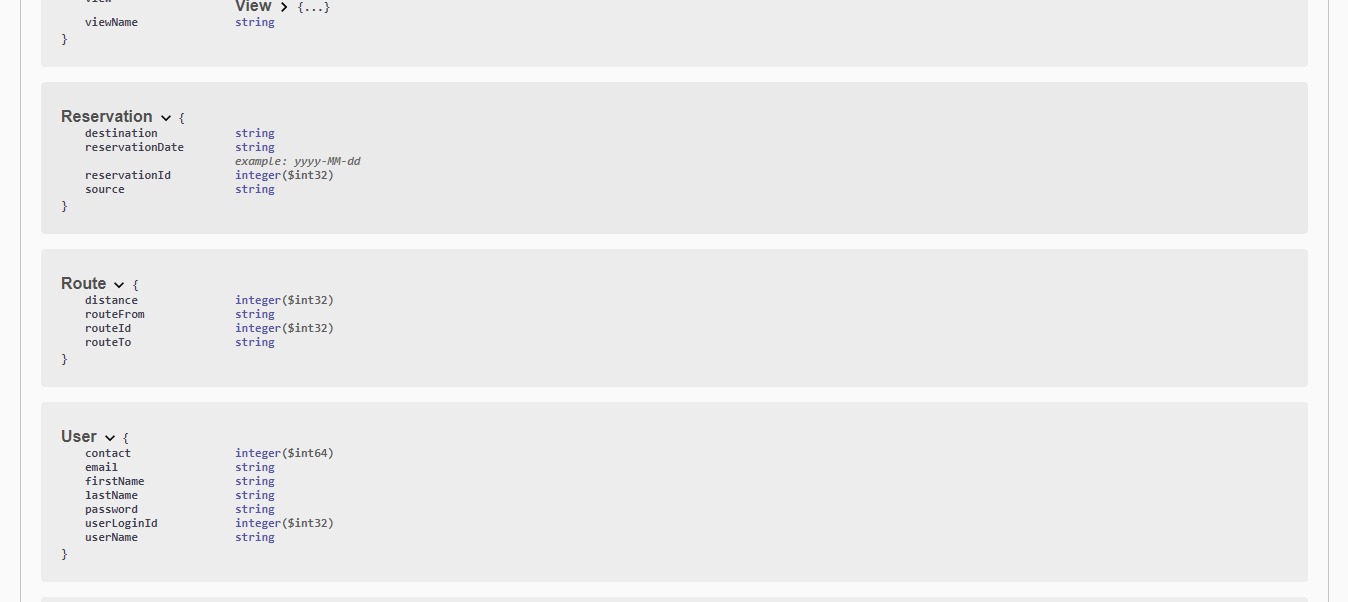 View {...}
viewName string
}
Reservation {
destination string
reservationDate string
example: yyyy-MM-dd
reservationId integer($int32)
source string
}
Route {
distance integer($int32)
routeFrom string
routeId integer($int32)
routeTo string
}
User {
contact integer($int64)
email string
firstName string
lastName string
password string
userLoginId integer($int32)
userName string
}